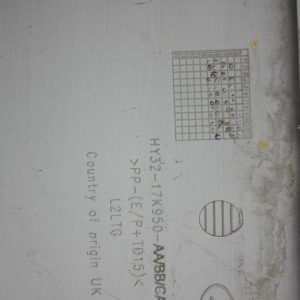 HY32-17K950-AA/BB/CA
>PP-(E/P+TD15)<
L2LTG
Country of origin UK